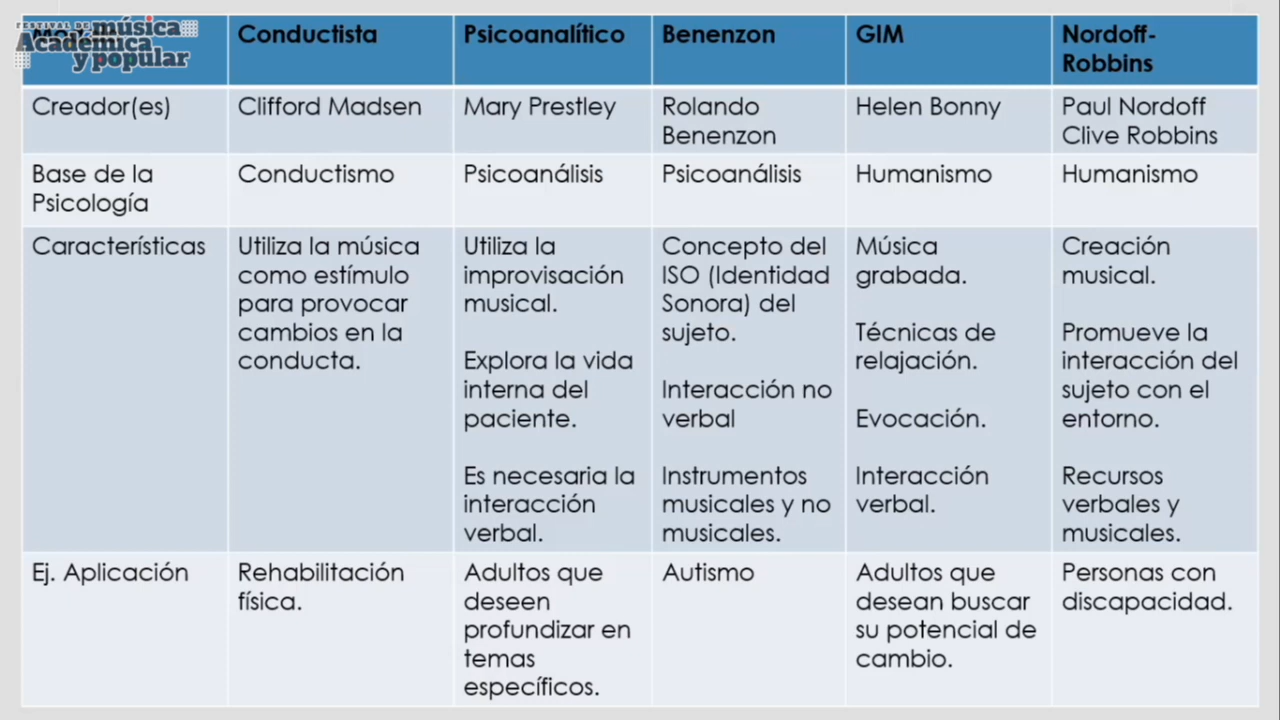 FESTIVAL DE música
Académica
y popular
Conductista
Psicoanalítico
Benenzon
GIM
Nordoff-
Robbins
Creador(es)
Clifford Madsen
Mary Prestley
Rolando
Benenzon
Helen Bonny
Paul Nordoff
Clive Robbins
Base de la
Psicología
Conductismo
Psicoanálisis
Psicoanálisis
Humanismo
Humanismo
Características
Utiliza la música
como estímulo
para provocar
cambios en la
conducta.
Utiliza la
improvisación
musical.
Explora la vida
interna del
paciente.
Es necesaria la
interacción
verbal.
Concepto del
ISO (Identidad
Sonora) del
sujeto.
Interacción no
verbal
Instrumentos
musicales y no
musicales.
Música
grabada.
Técnicas de
relajación.
Evocación.
Interacción
verbal.
Creación
musical.
Promueve la
interacción del
sujeto con el
entorno.
Recursos
verbales y
musicales.
Ej. Aplicación
Rehabilitación
física.
Adultos que
deseen
profundizar en
temas
específicos.
Autismo
Adultos que
desean buscar
su potencial de
cambio.
Personas con
discapacidad.